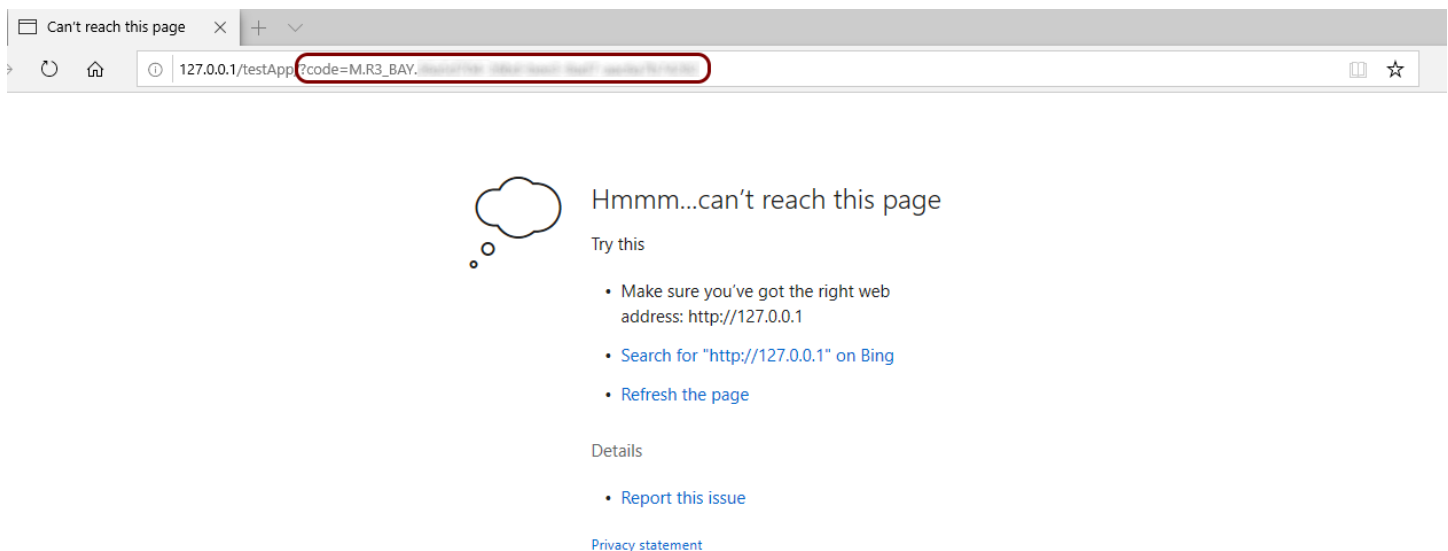 Can't reach this page
127.0.0.1/testApp/?code=M.R3_BAY.
Hmmm...can't reach this page
Try this
• Make sure you've got the right web
address: http://127.0.0.1
• Search for "http://127.0.0.1" on Bing
• Refresh the page
Details
• Report this issue
Privacy statement